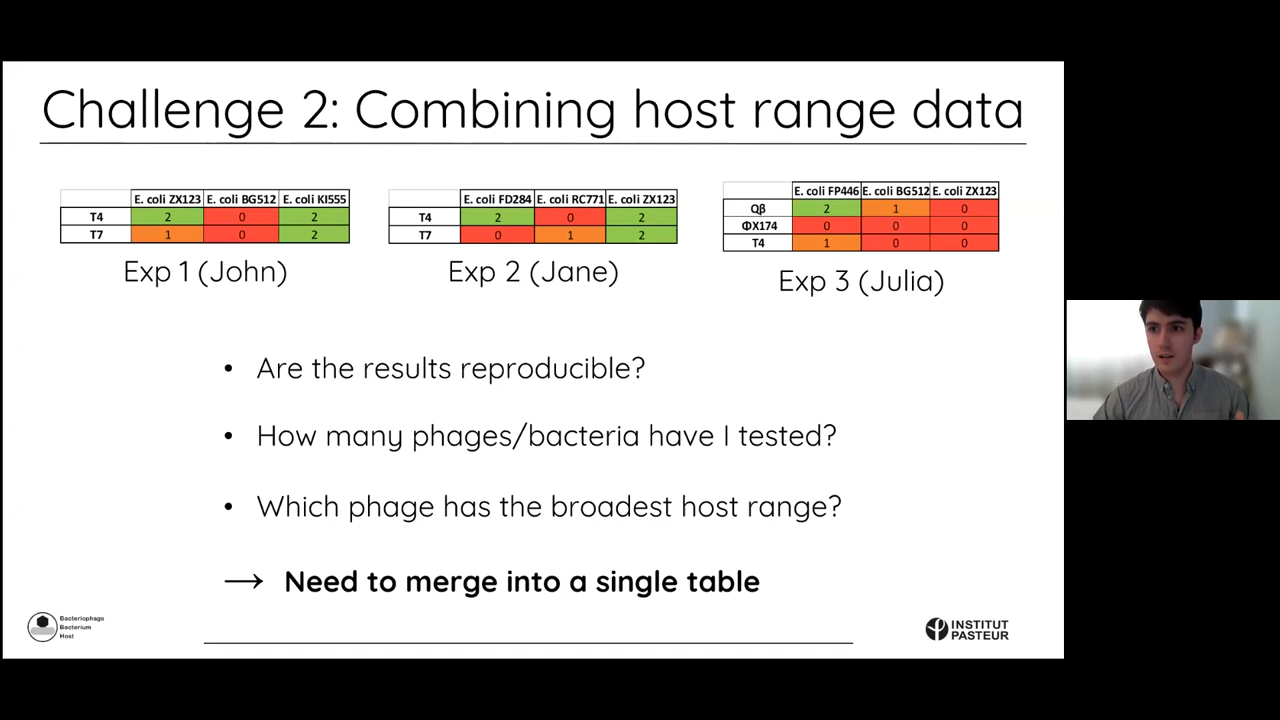 Challenge 2: Combining host range data
E. coli ZX123 E. coli BG512 E. coli KI555
T4 2 0 2
T7 1 0 2
Exp 1 (John)
E. coli FD284 E. coli RC771 E. coli ZX123
T4 2 0 2
T7 0 1 2
Exp 2 (Jane)
E. coli FP446 E. coli BG512 E. coli ZX123
Qβ 2 1 0
ΦX174 0 0 0
T4 1 0 0
Exp 3 (Julia)
• Are the results reproducible?
• How many phages/bacteria have I tested?
• Which phage has the broadest host range?
→ Need to merge into a single table
Bacteriophage
Bacterium
Host
INSTITUT
PASTEUR